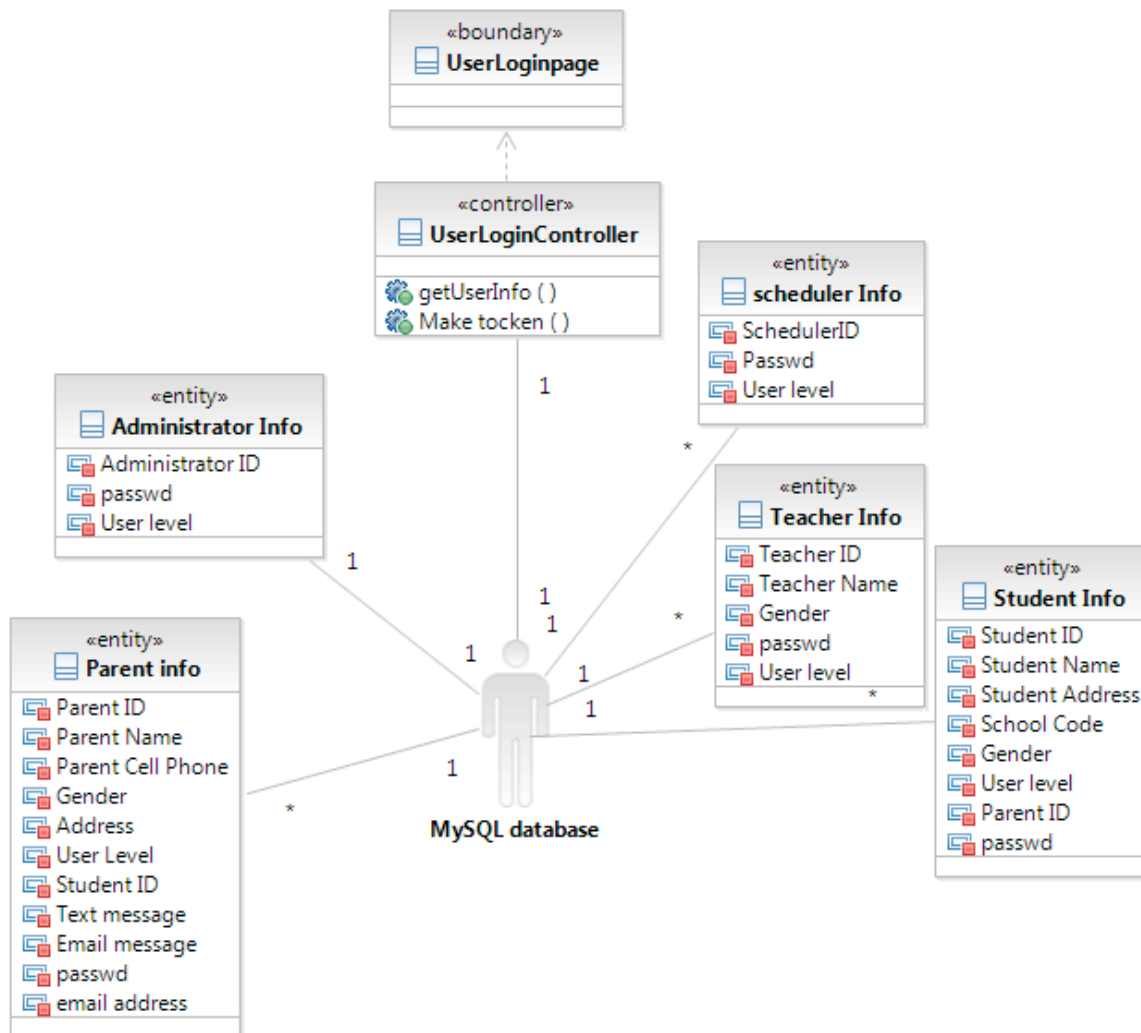 «boundary»
UserLoginpage
«controller»
UserLoginController
getUserInfo ( )
Make tocken ( )
1
«entity»
scheduler Info
SchedulerID
Passwd
User level
*
«entity»
Administrator Info
Administrator ID
passwd
User level
1
«entity»
Teacher Info
Teacher ID
Teacher Name
Gender
passwd
User level
*
«entity»
Student Info
Student ID
Student Name
Student Address
School Code
Gender
User level
Parent ID
passwd
*
«entity»
Parent info
Parent ID
Parent Name
Parent Cell Phone
Gender
Address
User Level
Student ID
Text message
Email message
passwd
email address
*
1
1
1
1
1
1
MySQL database